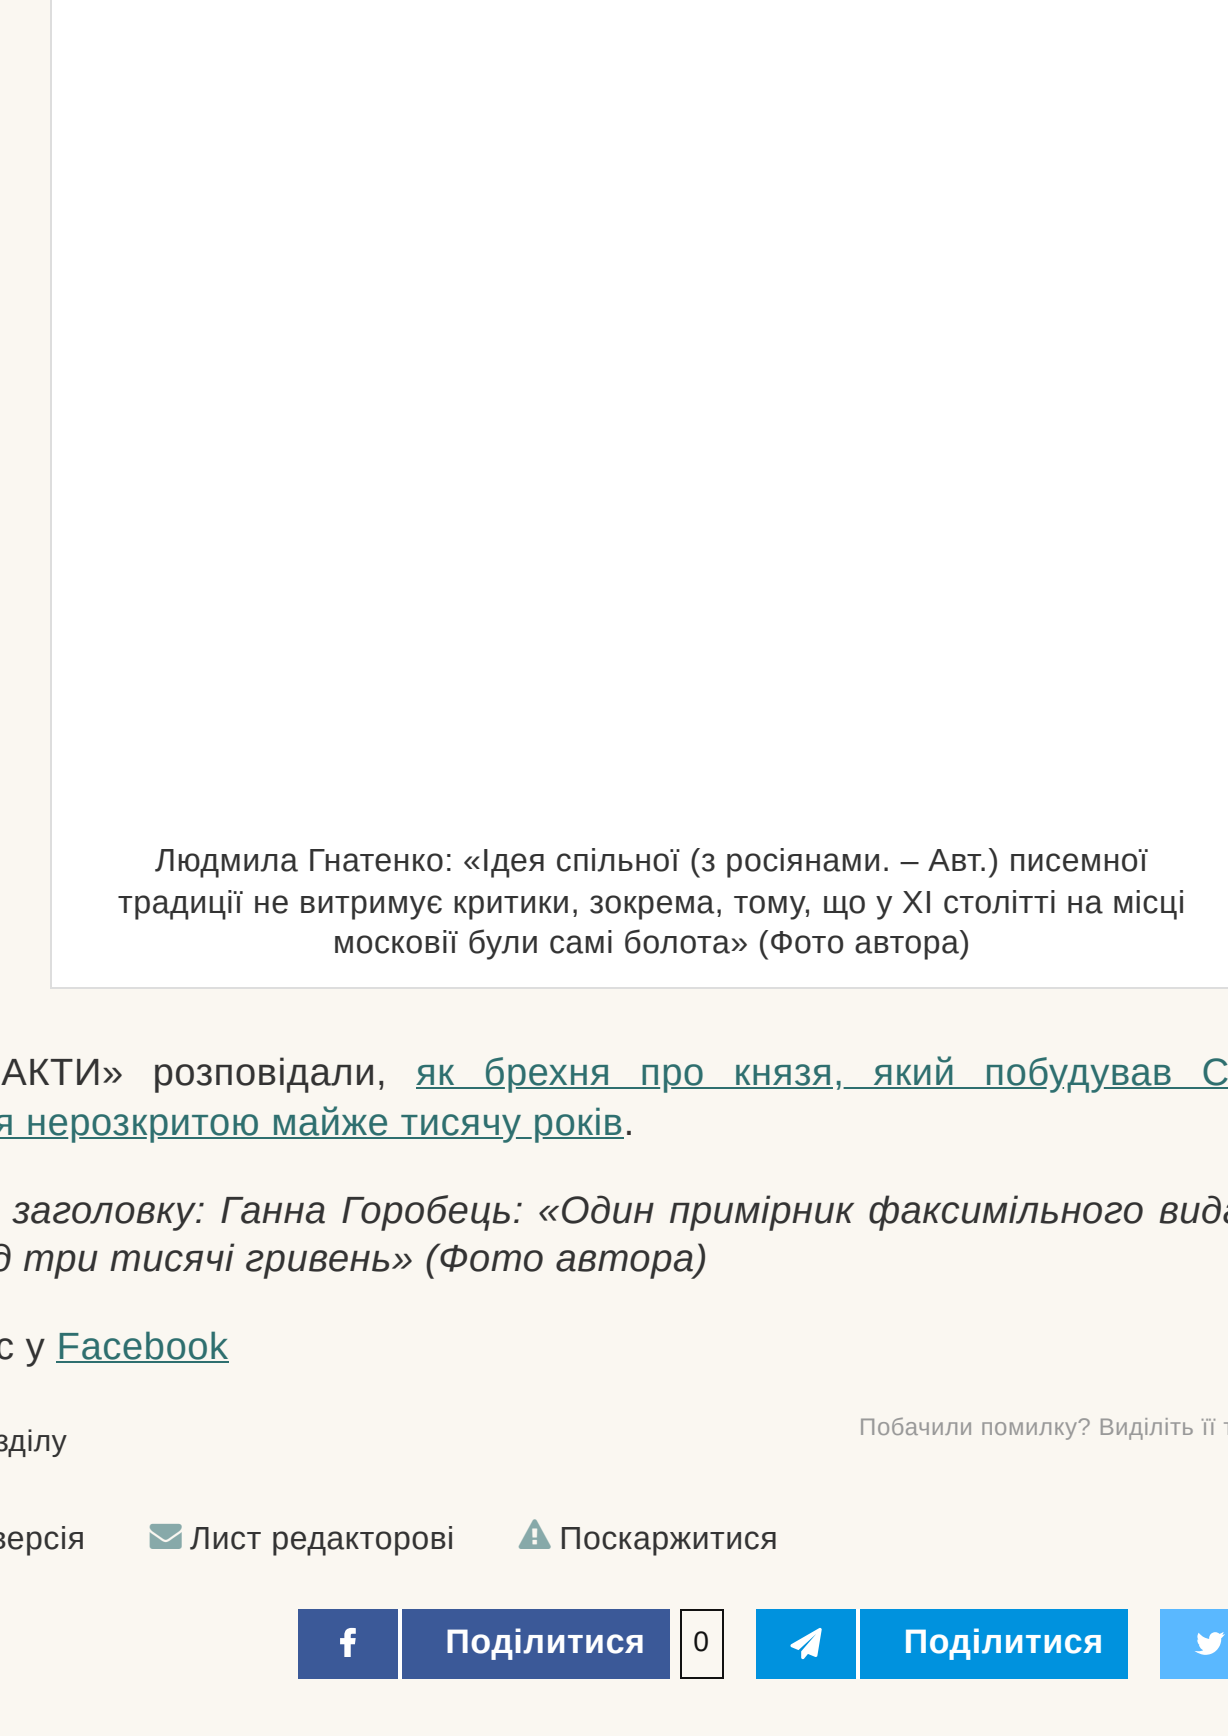 Людмила Гнатенко: «Ідея спільної (з росіянами. – Авт.) писемної
традиції не витримує критики, зокрема, тому, що у XI столітті на місці
московії були самі болота» (Фото автора)
АКТИ» розповідали, як брехня про князя, який побудував С
я нерозкритою майже тисячу років.
заголовку: Ганна Горобець: «Один примірник факсимільного вида
д три тисячі гривень» (Фото автора)
с у Facebook
Побачили помилку? Виділіть її т
зділу
версія Лист редакторові Поскаржитися
Поділитися 0 Поділитися